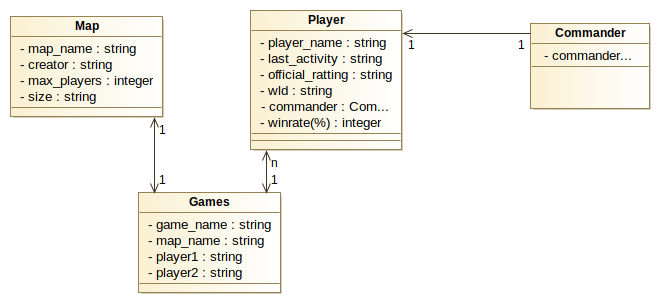 Map
- map_name : string
- creator : string
- max_players : integer
- size : string
Player
- player_name : string
- last_activity : string
- official_ratting : string
- wld : string
- commander : Com...
- winrate(%) : integer
Commander
- commander...
1
1
1
1
n
1
Games
- game_name : string
- map_name : string
- player1 : string
- player2 : string